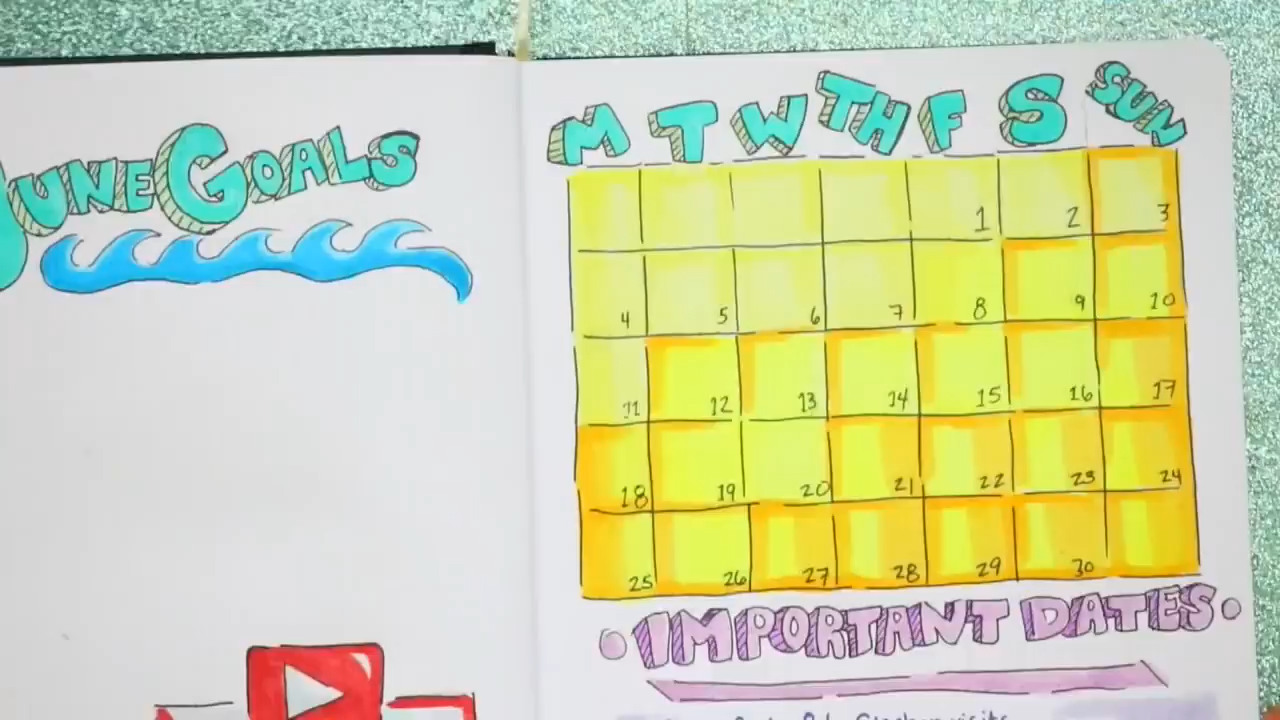 JUNE GOALS
M T W TH F S SUN
1 2 3
4 5 6 7 8 9 10
11 12 13 14 15 16 17
18 19 20 21 22 23 24
25 26 27 28 29 30
• IMPORTANT DATES •
visits